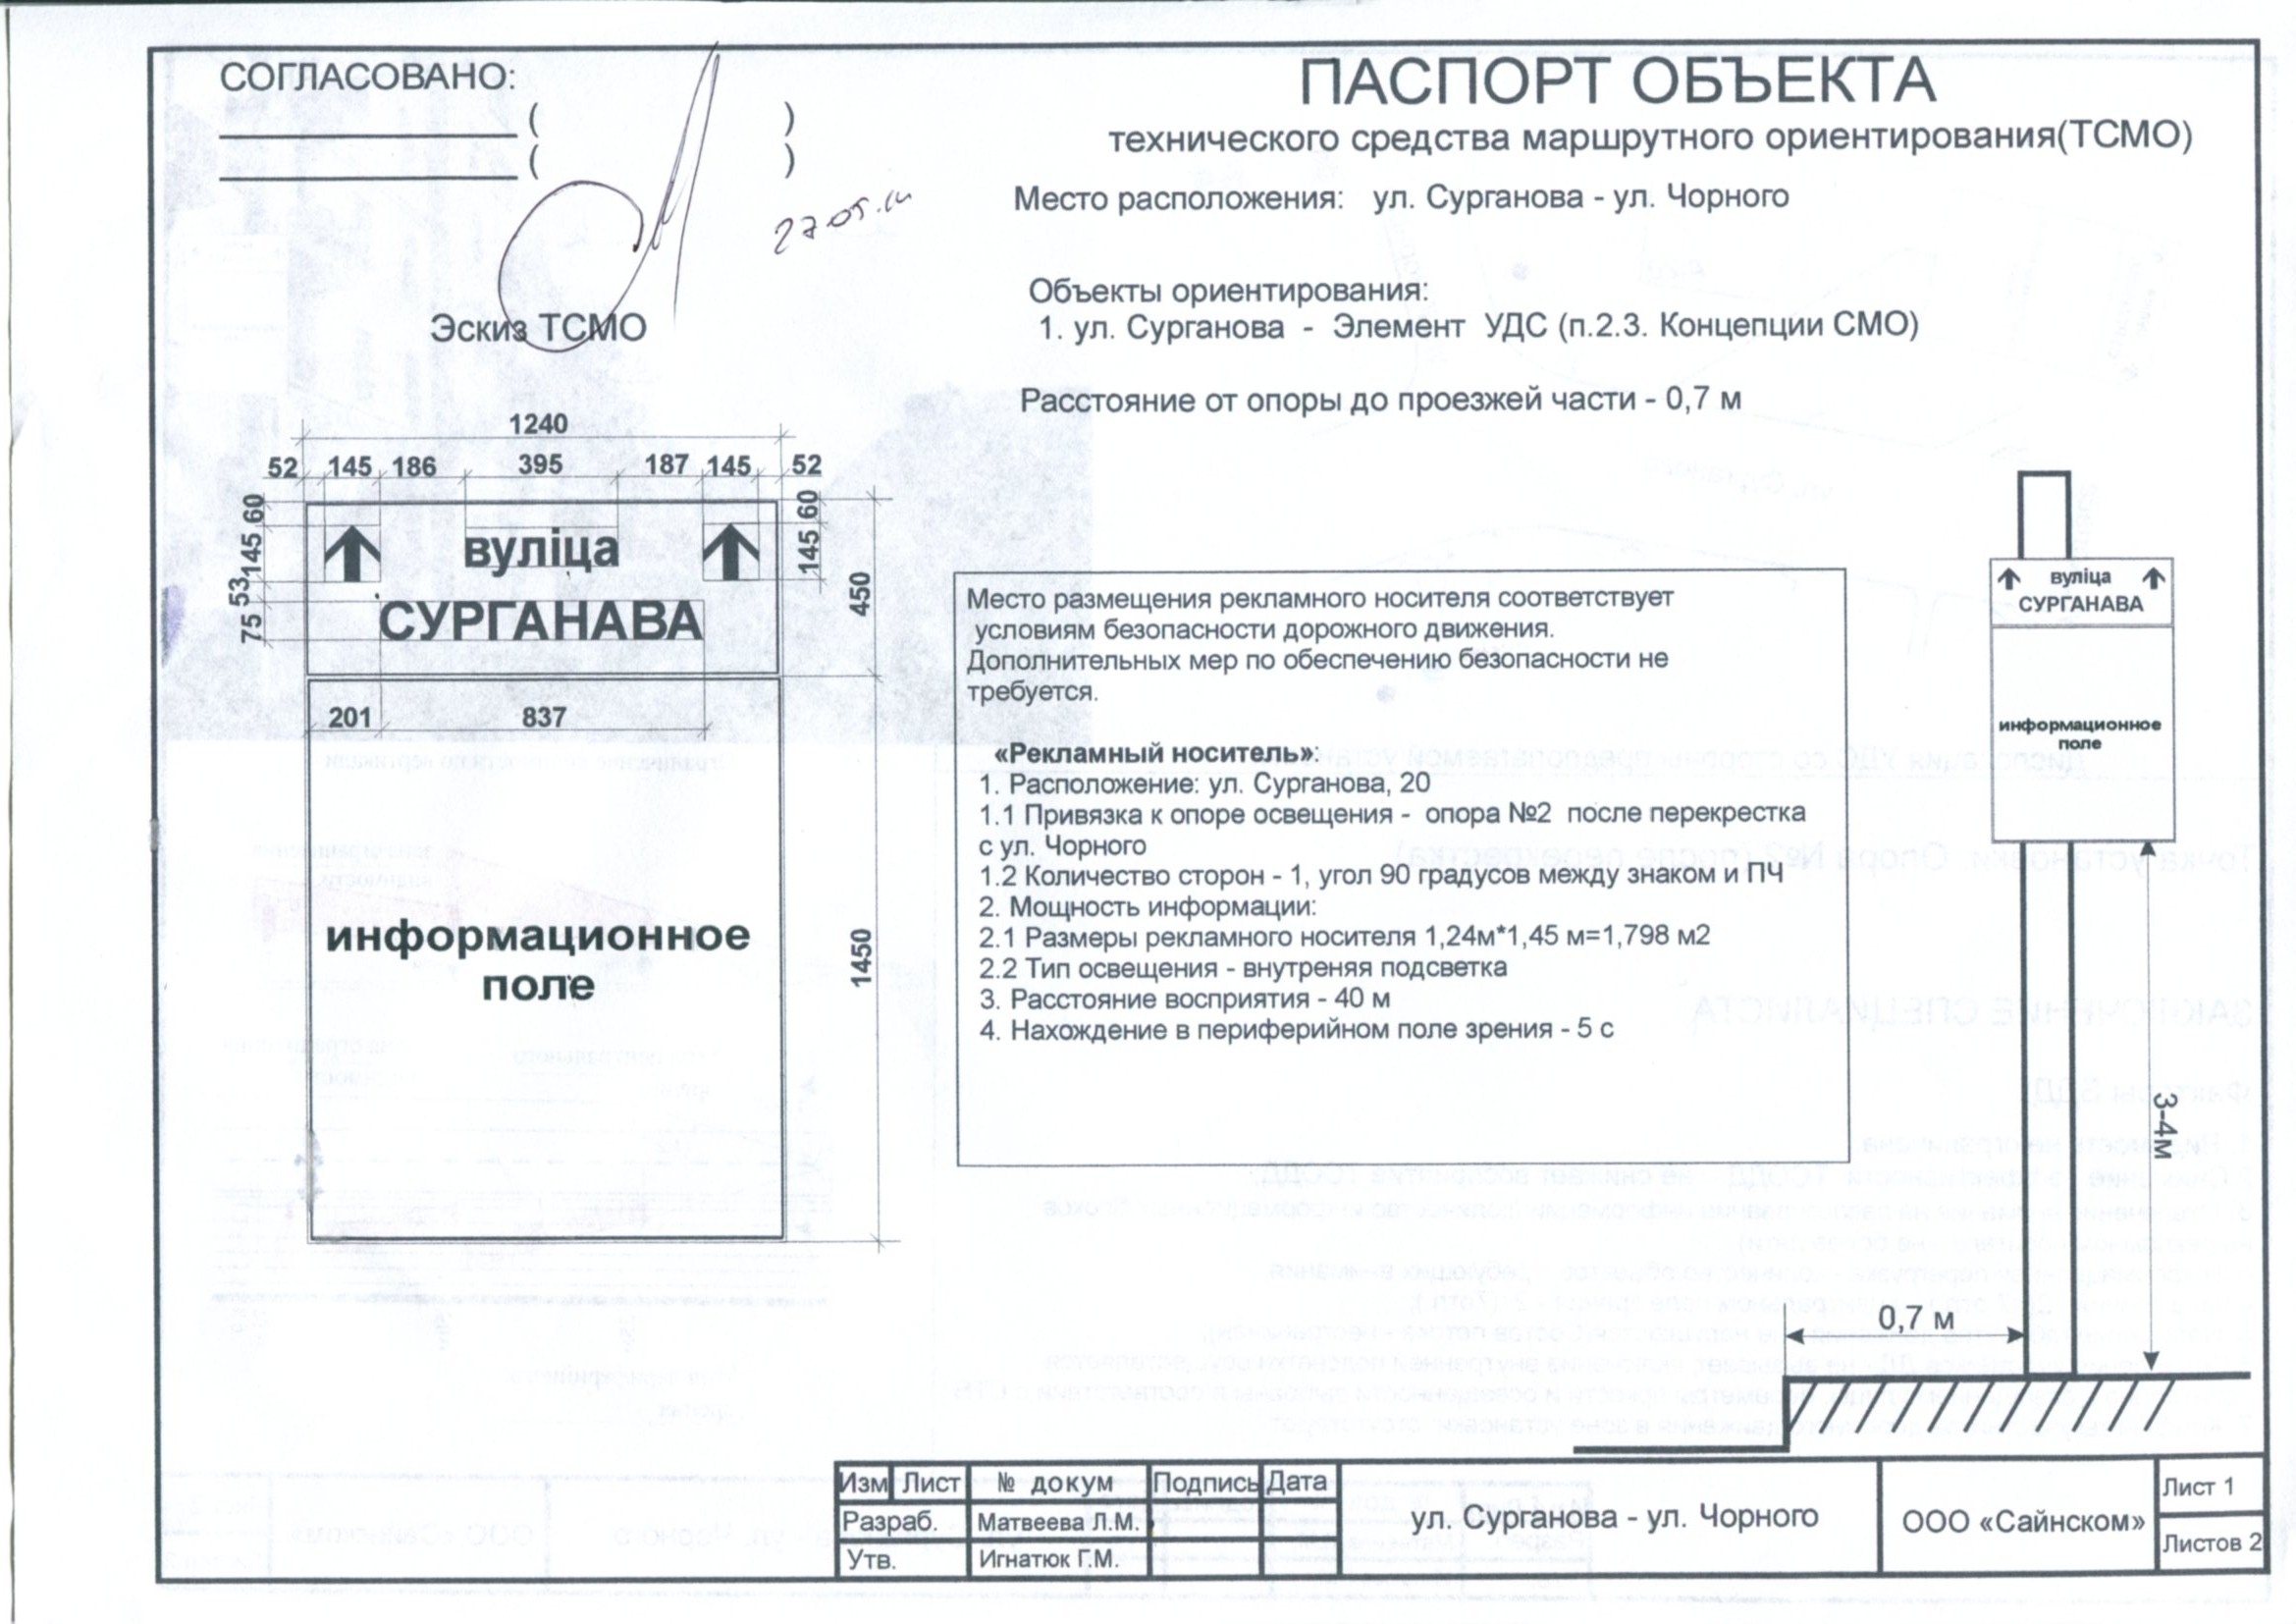 СОГЛАСОВАНО:
( )
( )
27.05.
ПАСПОРТ ОБЪЕКТА
технического средства маршрутного ориентирования(ТСМО)
Место расположения: ул. Сурганова - ул. Чорного
Объекты ориентирования:
1. ул. Сурганова - Элемент УДС (п.2.3. Концепции СМО)
Расстояние от опоры до проезжей части - 0,7 м
Эскиз ТСМО
1240
52 145 186 395 187 145 52
60
145
53
75
60
145
450
вуліца
СУРГАНАВА
201 837
информационное
поле
1450
Место размещения рекламного носителя соответствует
условиям безопасности дорожного движения.
Дополнительных мер по обеспечению безопасности не
требуется.
«Рекламный носитель»:
1. Расположение: ул. Сурганова, 20
1.1 Привязка к опоре освещения - опора №2 после перекрестка
с ул. Чорного
1.2 Количество сторон - 1, угол 90 градусов между знаком и ПЧ
2. Мощность информации:
2.1 Размеры рекламного носителя 1,24м*1,45 м=1,798 м2
2.2 Тип освещения - внутреняя подсветка
3. Расстояние восприятия - 40 м
4. Нахождение в периферийном поле зрения - 5 с
вуліца
СУРГАНАВА
информационное
поле
3-4м
0,7 м
Изм Лист № докум Подпись Дата
Разраб. Матвеева Л.М.
Утв. Игнатюк Г.М.
ул. Сурганова - ул. Чорного
ООО «Сайнском»
Лист 1
Листов 2